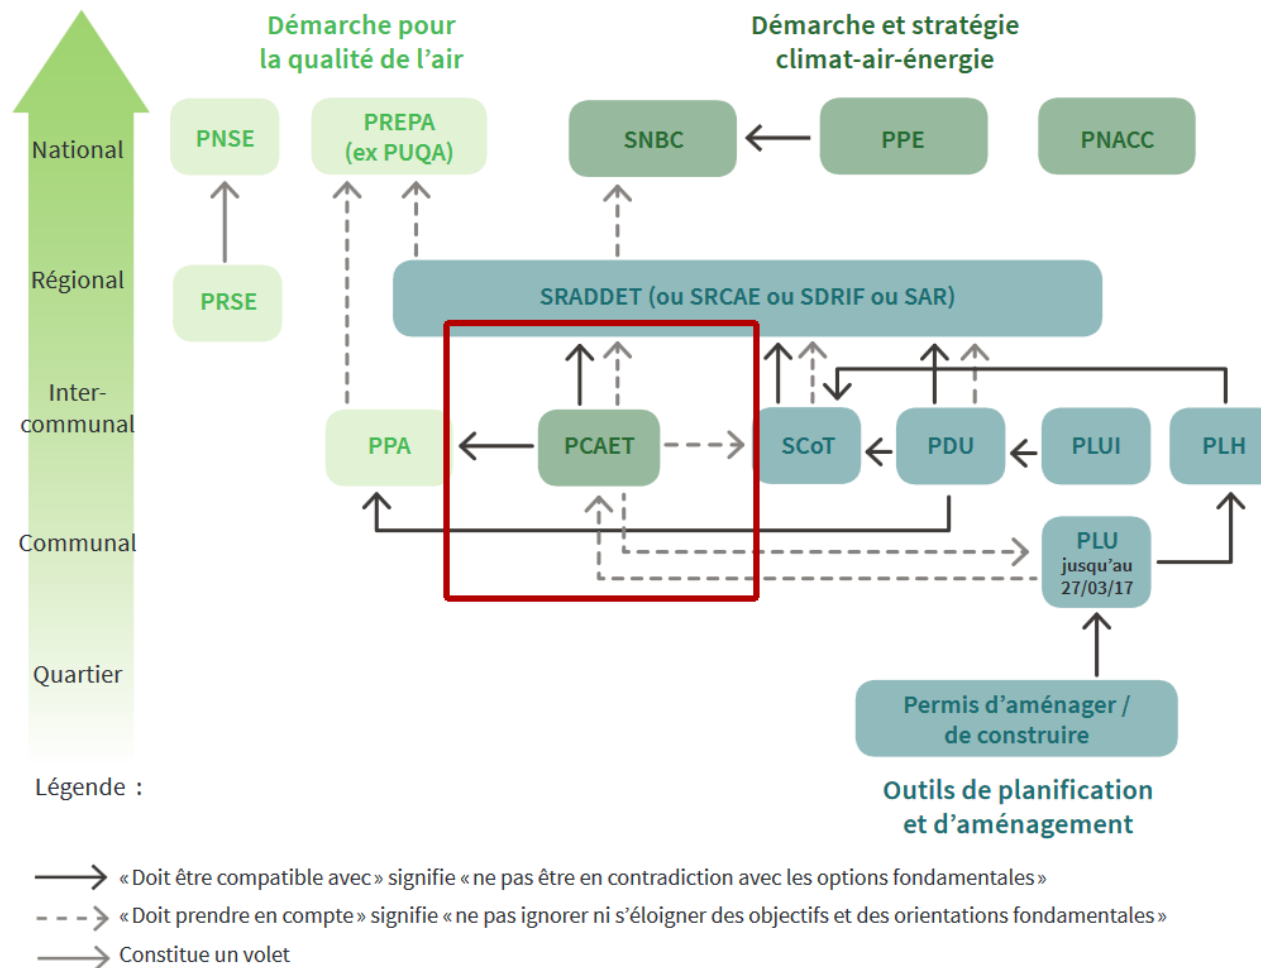 Démarche pour
la qualité de l’air
Démarche et stratégie
climat-air-énergie
National
PNSE
PREPA
(ex PUQA)
SNBC
PPE
PNACC
Régional
PRSE
SRADDET (ou SRCAE ou SDRIF ou SAR)
Inter-
communal
PPA
PCAET
SCoT
PDU
PLUI
PLH
Communal
PLU
jusqu’au
27/03/17
Quartier
Permis d’aménager /
de construire
Outils de planification
et d’aménagement
Légende :
« Doit être compatible avec » signifie « ne pas être en contradiction avec les options fondamentales »
« Doit prendre en compte » signifie « ne pas ignorer ni s’éloigner des objectifs et des orientations fondamentales »
Constitue un volet